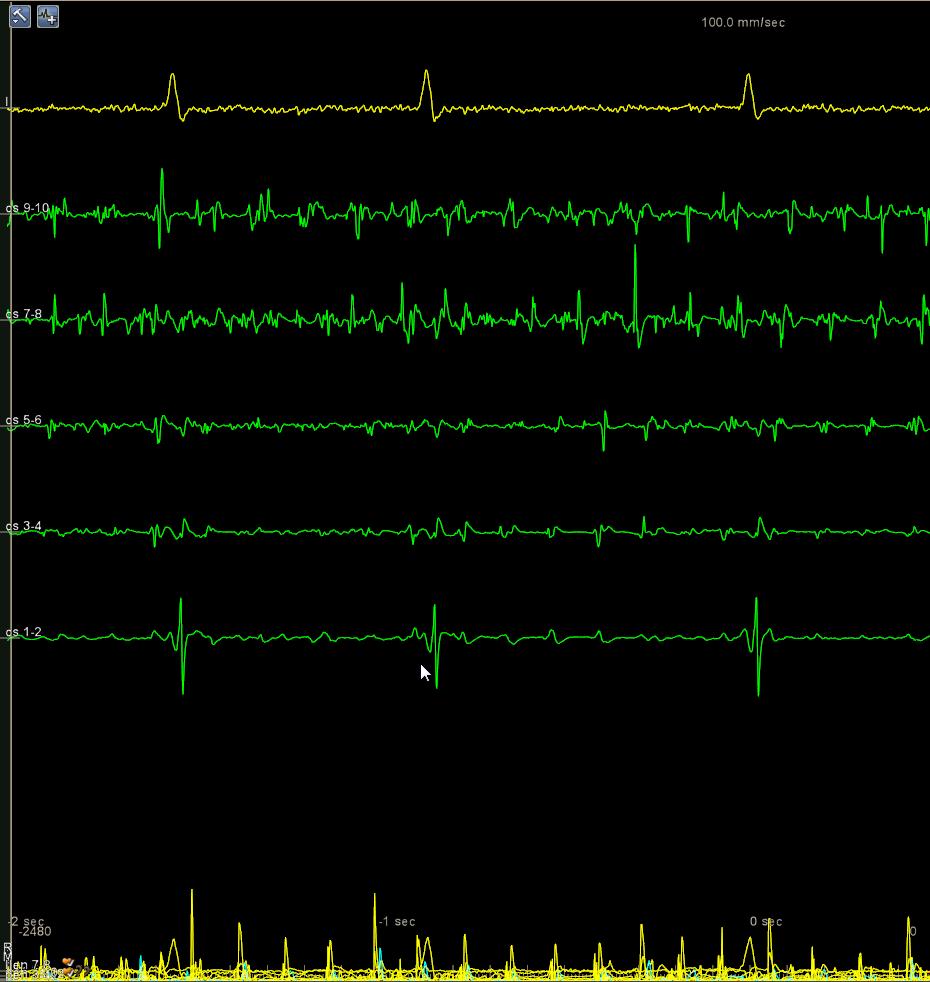 100.0 mm/sec
I
cs 9-10
cs 7-8
cs 5-6
cs 3-4
cs 1-2
-2 sec
-1 sec
0 sec
-2480
0